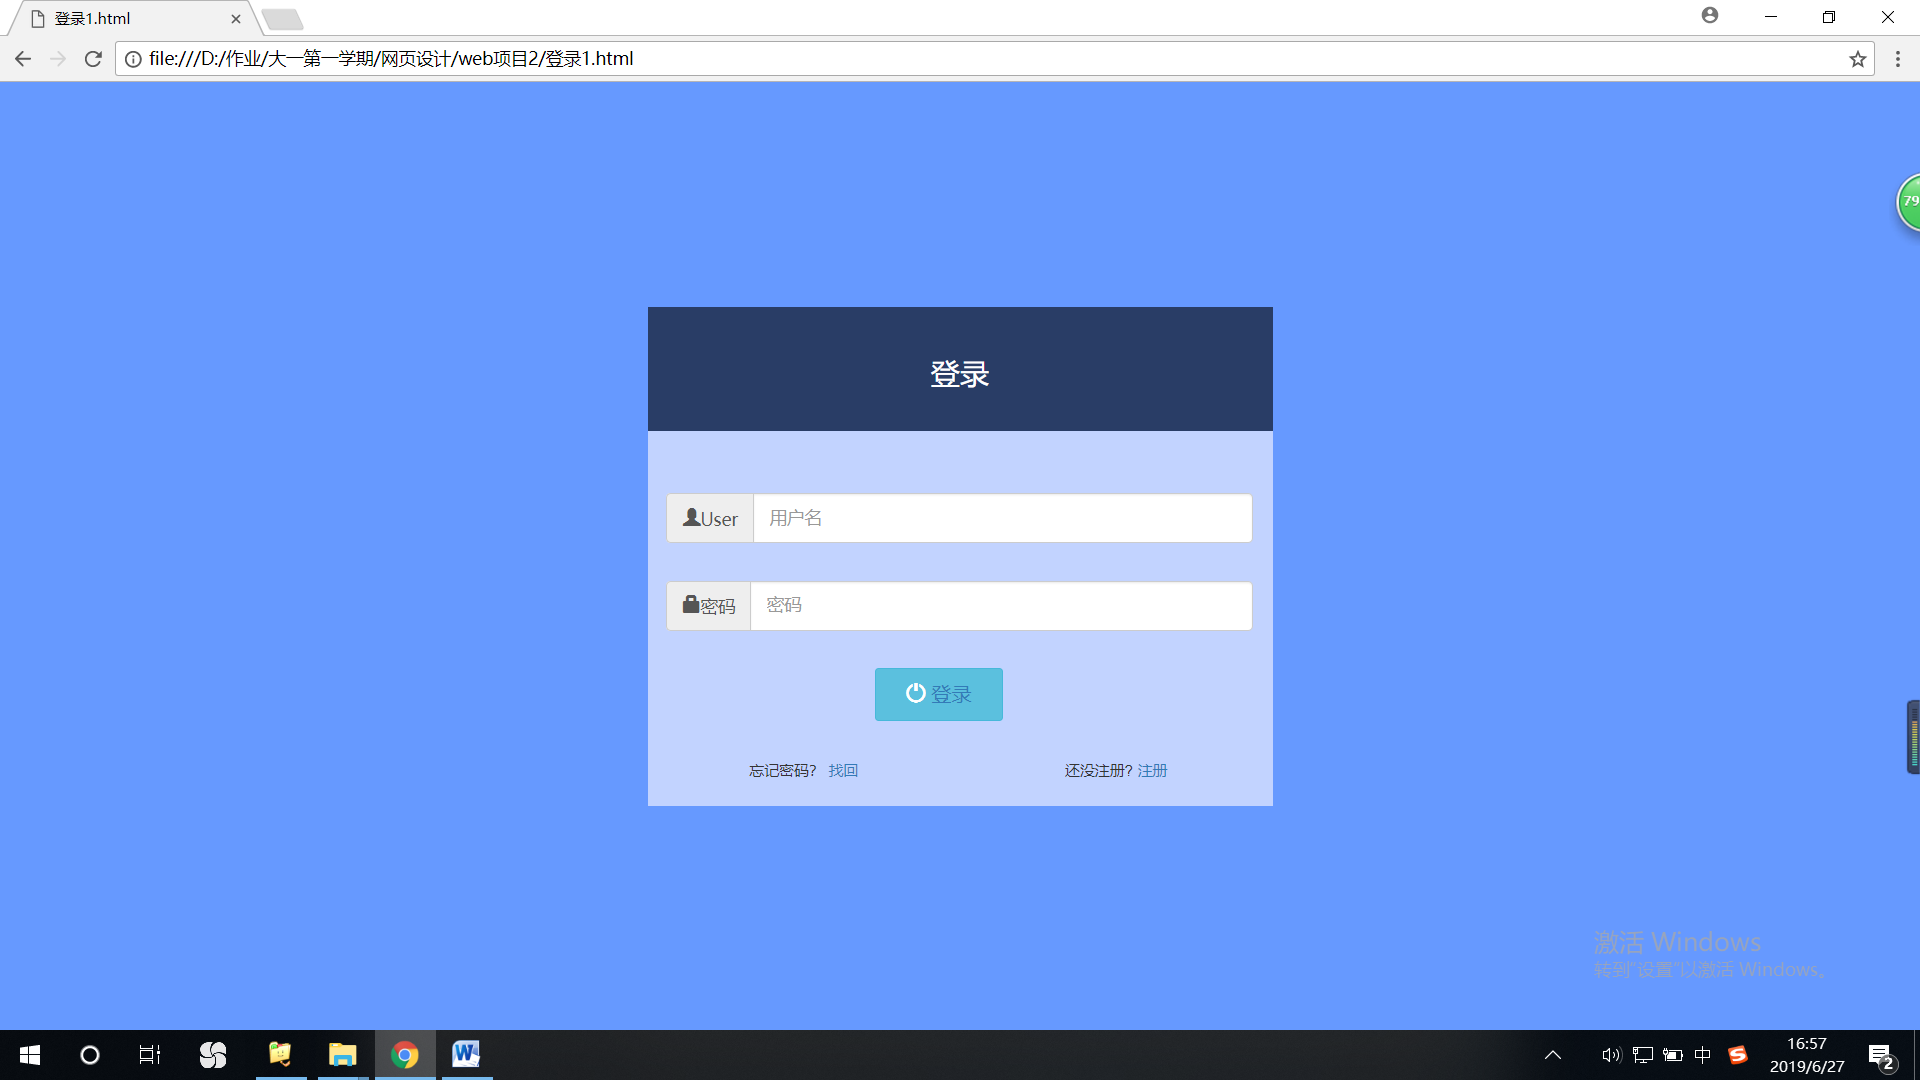 登录1.html
file:///D:/作业/大一第一学期/网页设计/web项目2/登录1.html
79
登录
User 用户名
密码 密码
登录
忘记密码? 找回 还没注册? 注册
激活 Windows
转到"设置"以激活 Windows。
中
16:57
2019/6/27
2